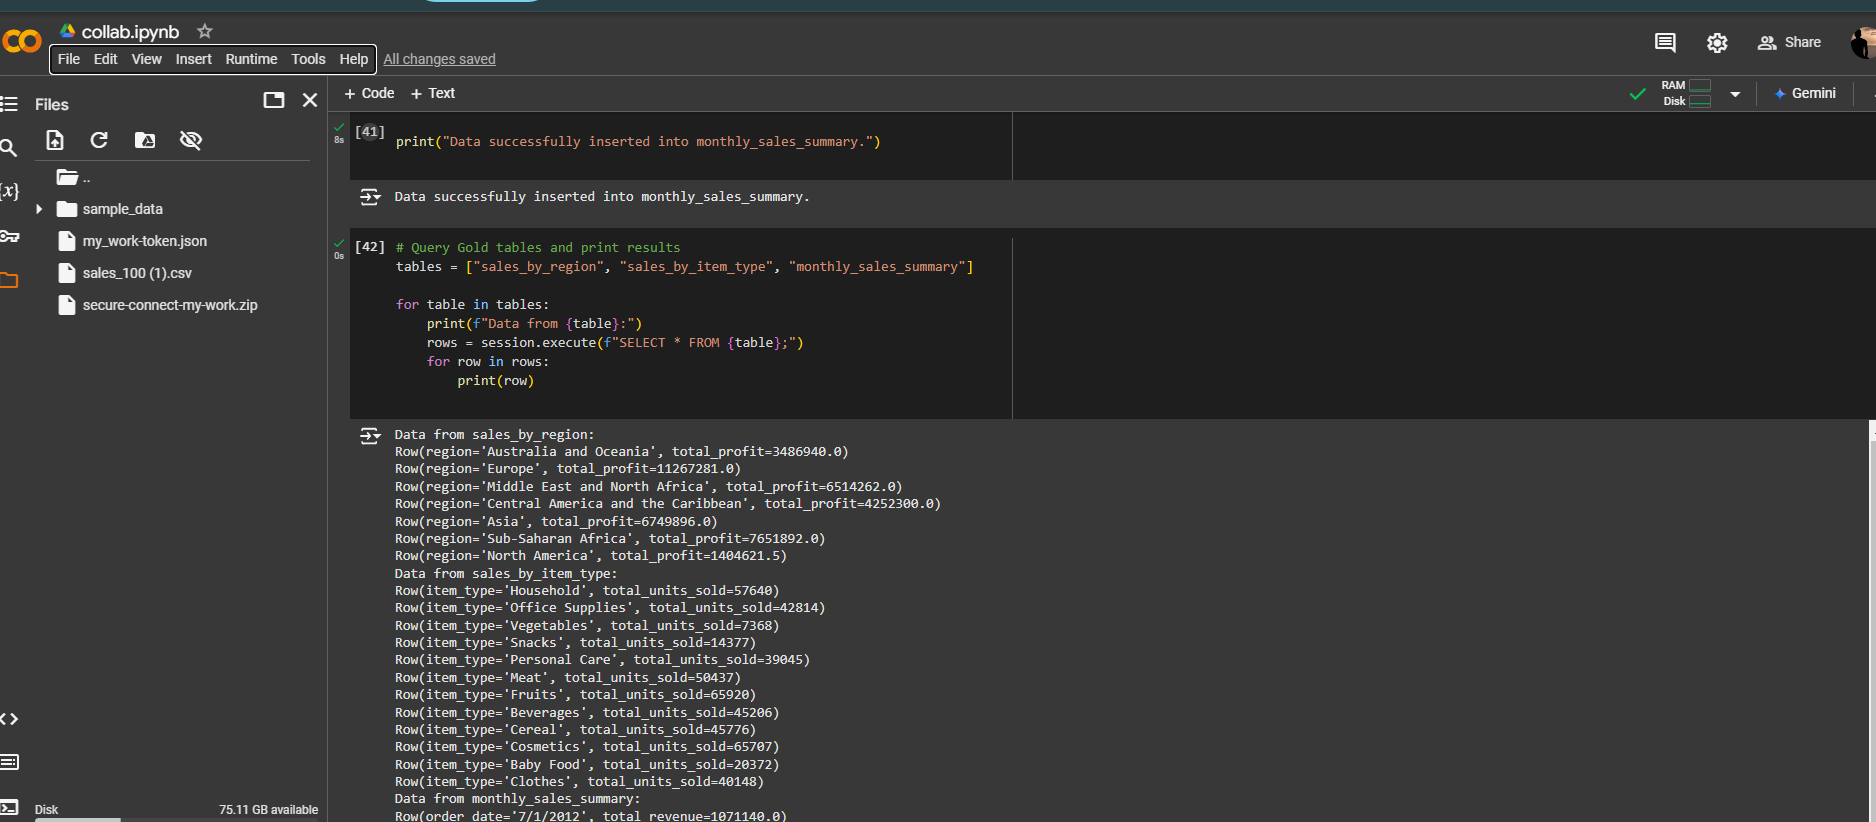 collab.ipynb
File Edit View Insert Runtime Tools Help All changes saved
Share
Files
+ Code + Text
RAM
Disk
Gemini
..
sample_data
my_work-token.json
sales_100 (1).csv
secure-connect-my-work.zip
{x}
Disk 75.11 GB available
8s
[41]
print("Data successfully inserted into monthly_sales_summary.")
Data successfully inserted into monthly_sales_summary.
0s
[42] # Query Gold tables and print results
tables = ["sales_by_region", "sales_by_item_type", "monthly_sales_summary"]
for table in tables:
print(f"Data from {table}:")
rows = session.execute(f"SELECT * FROM {table};")
for row in rows:
print(row)
Data from sales_by_region:
Row(region='Australia and Oceania', total_profit=3486940.0)
Row(region='Europe', total_profit=11267281.0)
Row(region='Middle East and North Africa', total_profit=6514262.0)
Row(region='Central America and the Caribbean', total_profit=4252300.0)
Row(region='Asia', total_profit=6749896.0)
Row(region='Sub-Saharan Africa', total_profit=7651892.0)
Row(region='North America', total_profit=1404621.5)
Data from sales_by_item_type:
Row(item_type='Household', total_units_sold=57640)
Row(item_type='Office Supplies', total_units_sold=42814)
Row(item_type='Vegetables', total_units_sold=7368)
Row(item_type='Snacks', total_units_sold=14377)
Row(item_type='Personal Care', total_units_sold=39045)
Row(item_type='Meat', total_units_sold=50437)
Row(item_type='Fruits', total_units_sold=65920)
Row(item_type='Beverages', total_units_sold=45206)
Row(item_type='Cereal', total_units_sold=45776)
Row(item_type='Cosmetics', total_units_sold=65707)
Row(item_type='Baby Food', total_units_sold=20372)
Row(item_type='Clothes', total_units_sold=40148)
Data from monthly_sales_summary:
Row(order_date='7/1/2012', total_revenue=1071140.0)